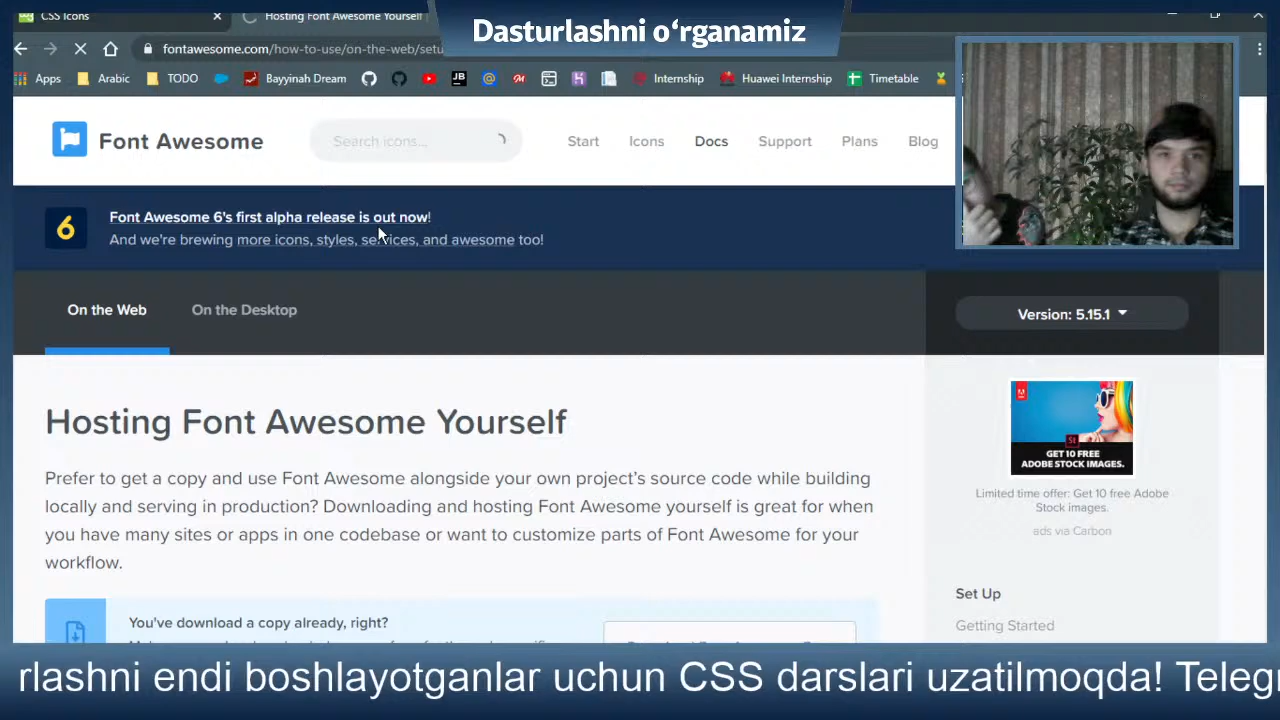 Dasturlashni oʻrganamiz
CSS Icons
Hosting Font Awesome Yourself
fontawesome.com/how-to-use/on-the-web/setu
Apps
Arabic
TODO
Bayyinah Dream
Internship
Huawei Internship
Timetable
Font Awesome
Search icons...
Start
Icons
Docs
Support
Plans
Blog
6
Font Awesome 6's first alpha release is out now!
And we're brewing more icons, styles, services, and awesome too!
On the Web
On the Desktop
Version: 5.15.1
Hosting Font Awesome Yourself
Prefer to get a copy and use Font Awesome alongside your own project's source code while building
locally and serving in production? Downloading and hosting Font Awesome yourself is great for when
you have many sites or apps in one codebase or want to customize parts of Font Awesome for your
workflow.
GET 10 FREE
ADOBE STOCK IMAGES.
Limited time offer: Get 10 free Adobe
Stock images.
ads via Carbon
You've download a copy already, right?
Set Up
Getting Started
rlashni endi boshlayotganlar uchun CSS darslari uzatilmoqda! Telegr